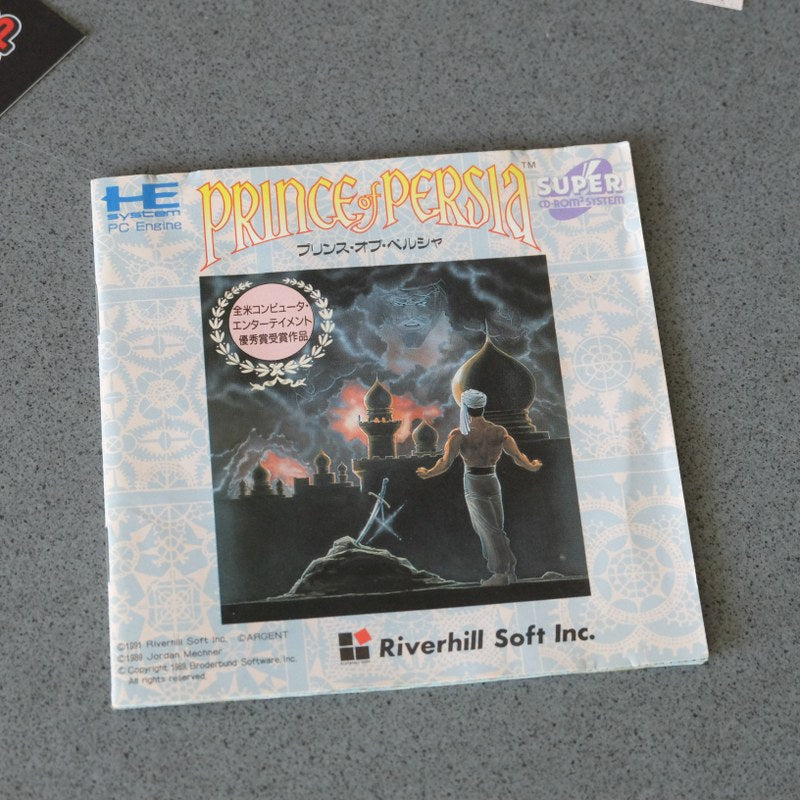 HE
system
PC Engine
PRINCE of PERSIA™
プリンス・オブ・ペルシャ
SUPER
CD-ROM² SYSTEM
全米コンピュータ・
エンターテイメント
優秀賞受賞作品
©1991 Riverhill Soft Inc. ©ARGENT
©1989 Jordan Mechner
© Copyright 1989, Broderbund Software, Inc.
All rights reserved.
Riverhill Soft Inc.